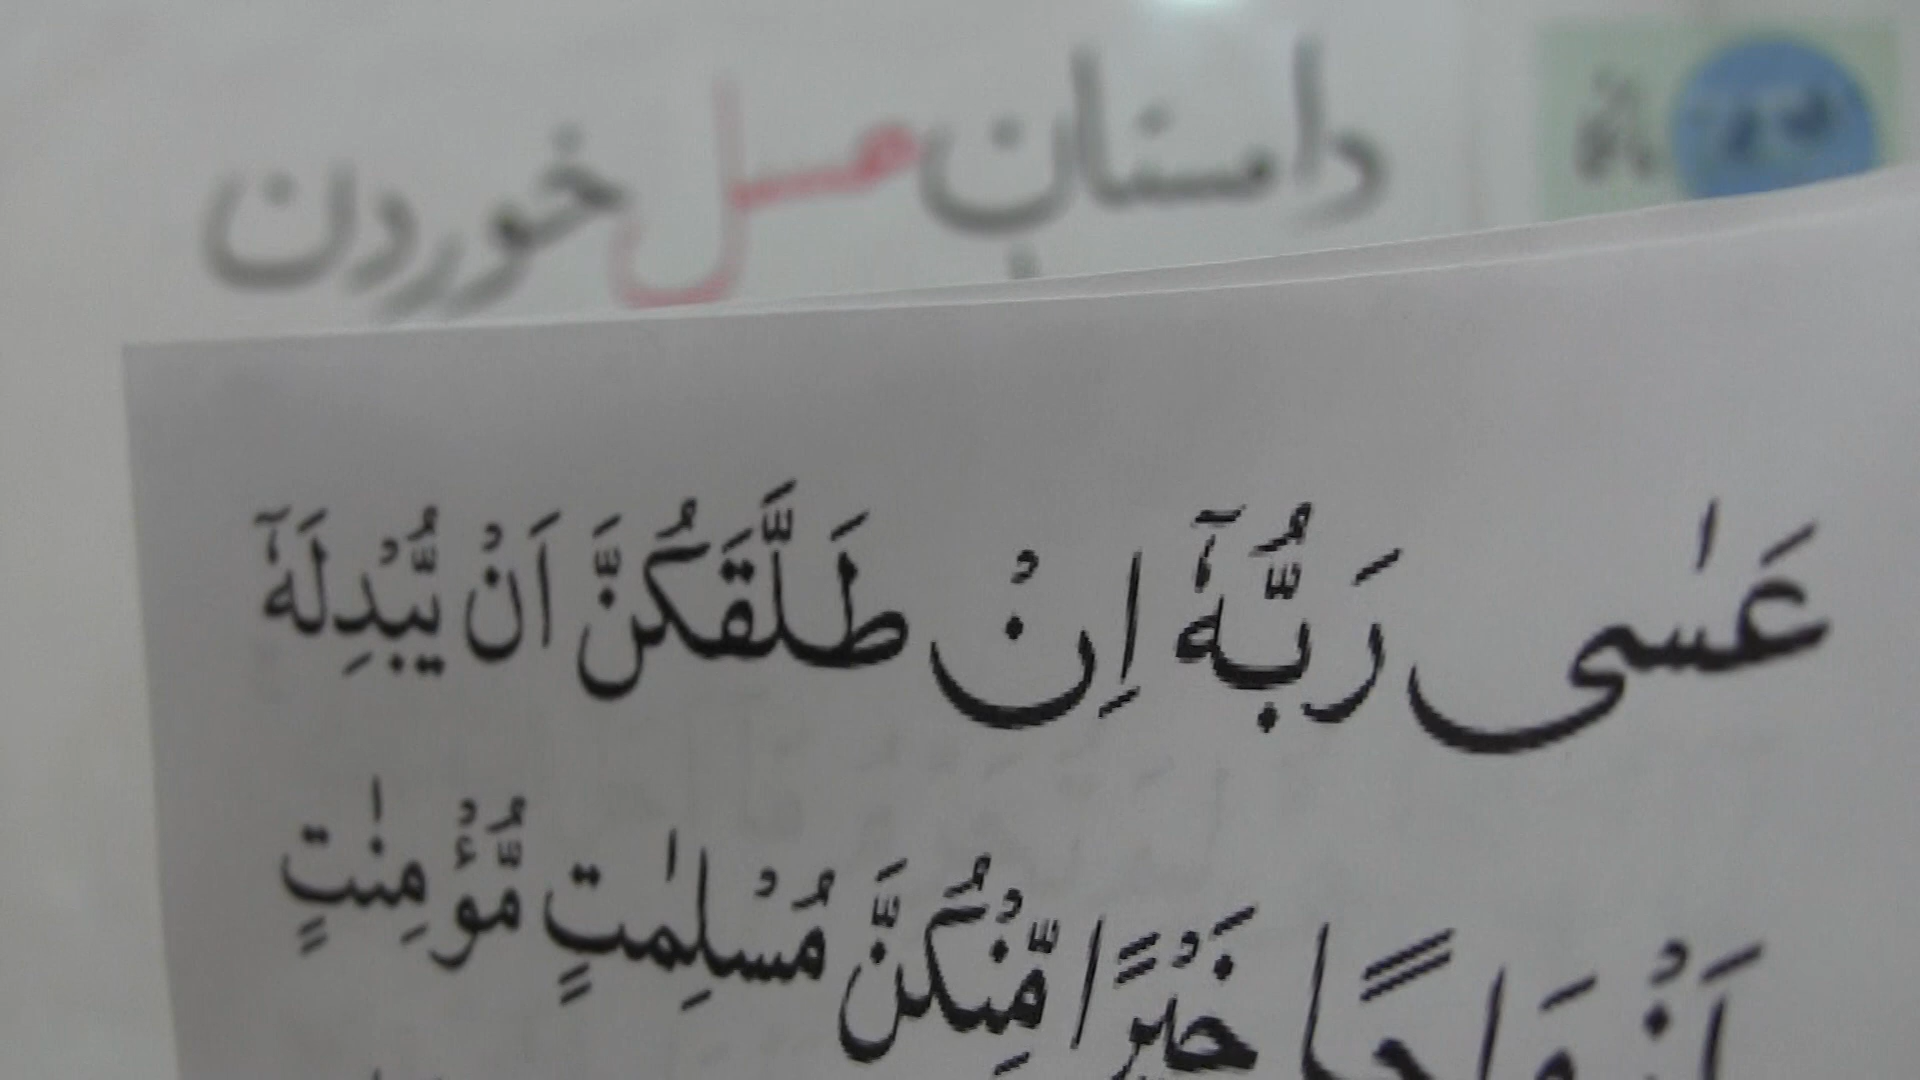 داستانِ عسل خوردن
عَسٰى رَبُّهٗۤ اِنْ طَلَّقَكُنَّ اَنْ يُّبْدِلَهٗۤ
اَزْوَاجًا خَيْرًا مِّنْكُنَّ مُسْلِمٰتٍ مُّؤْمِنٰتٍ